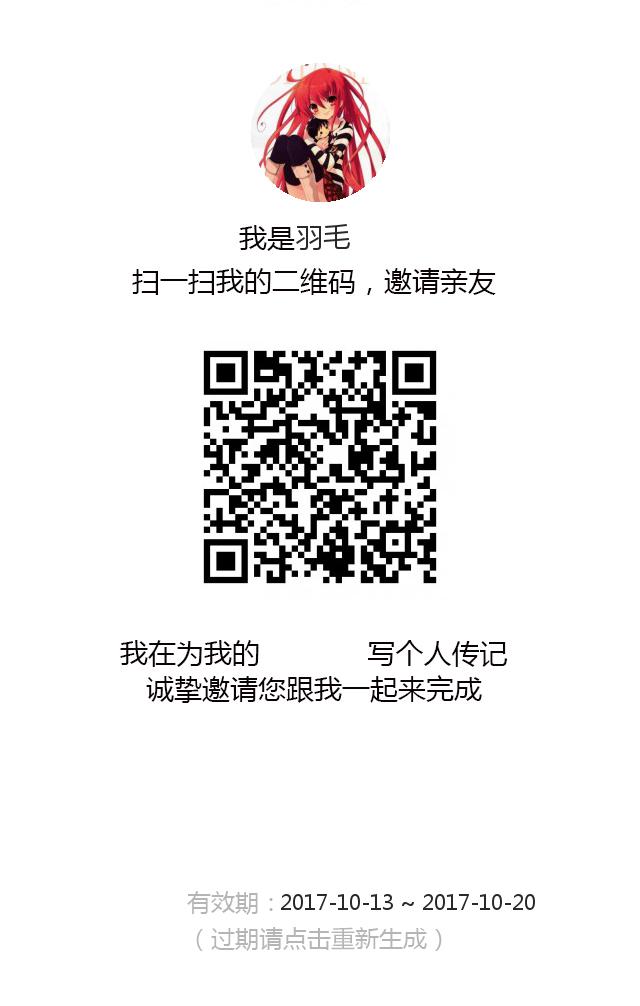 我是羽毛
扫一扫我的二维码，邀请亲友
我在为我的 写个人传记
诚挚邀请您跟我一起来完成
有效期：2017-10-13 ~ 2017-10-20
（过期请点击重新生成）